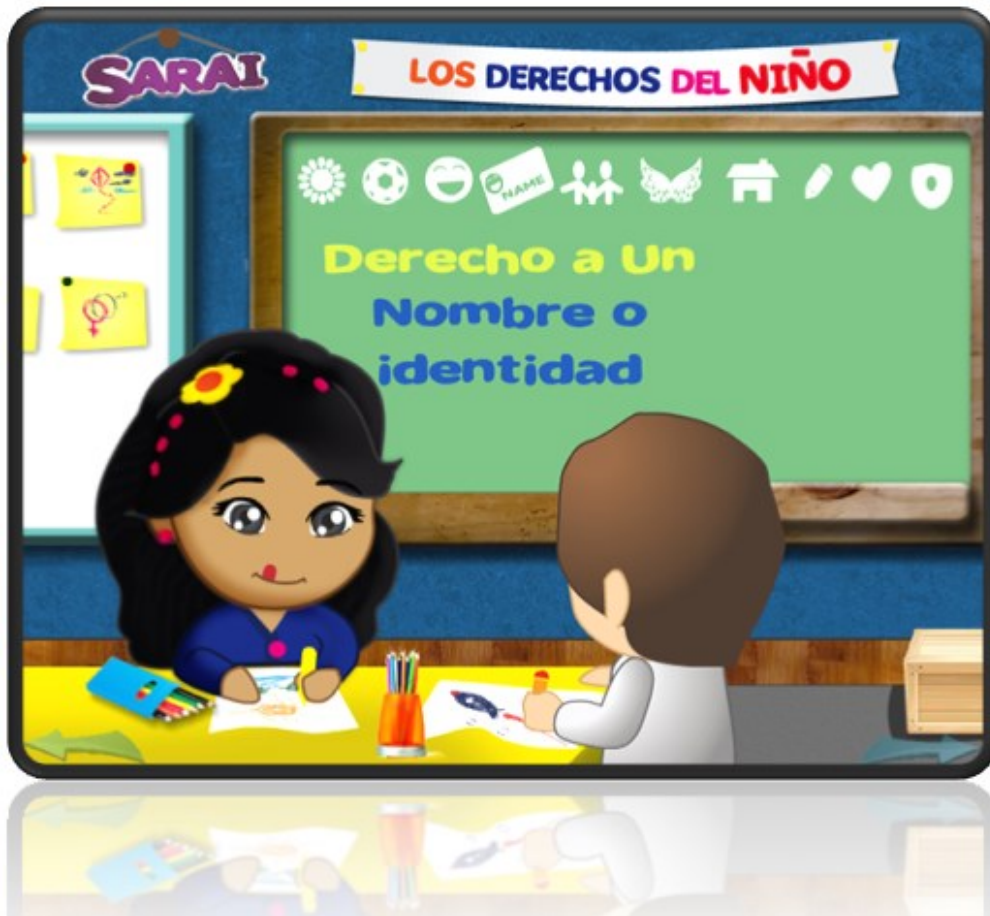 SARAI
LOS DERECHOS DEL NIÑO
NAME
Derecho a Un
Nombre o
identidad